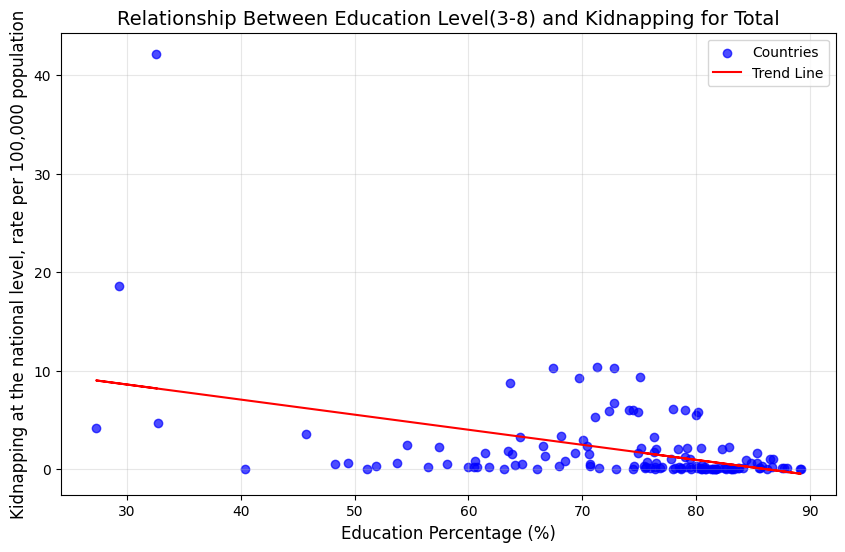 Relationship Between Education Level(3-8) and Kidnapping for Total
Kidnapping at the national level, rate per 100,000 population
40
30
20
10
0
Countries
Trend Line
30
40
50
60
70
80
90
Education Percentage (%)